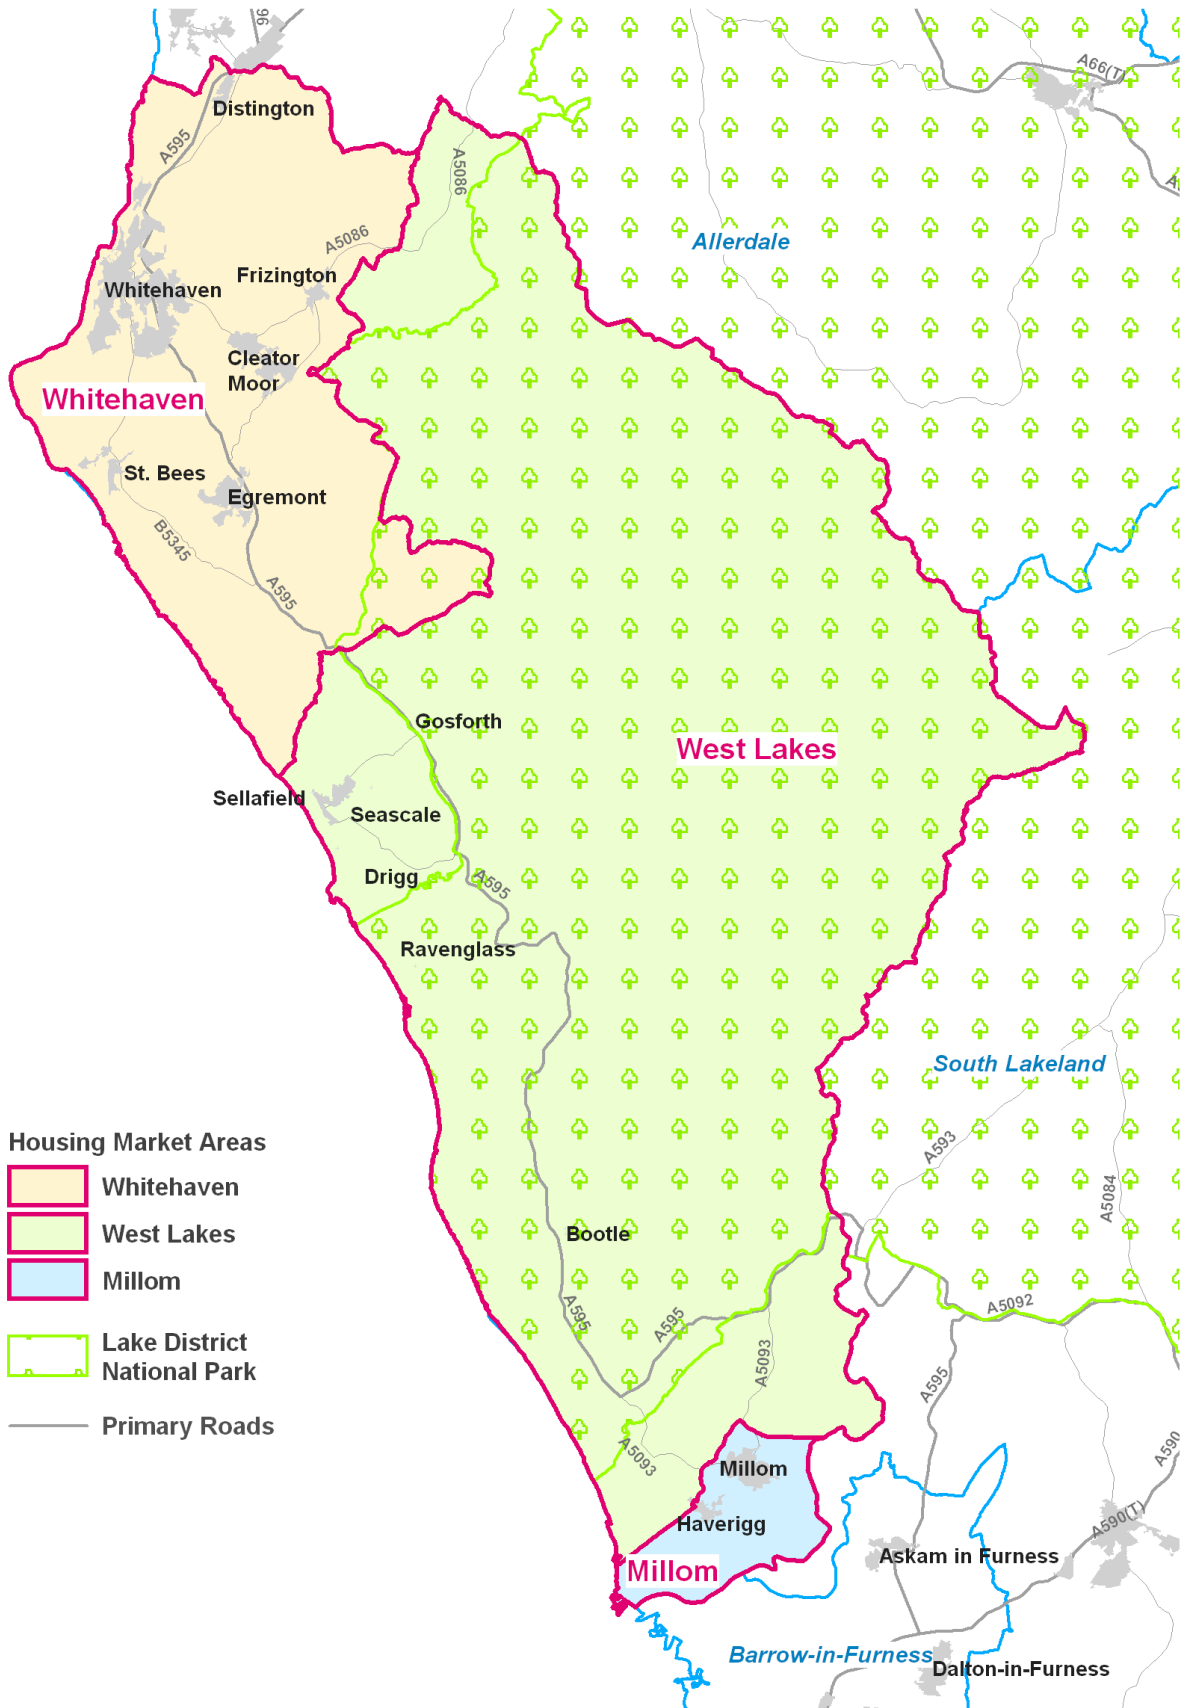 96
A66(T)
Distington
A595
A5086
A5086
Allerdale
Frizington
Whitehaven
Cleator
Moor
Whitehaven
St. Bees
Egremont
B5345
A595
Gosforth
West Lakes
Sellafield
Seascale
Drigg
A595
Ravenglass
South Lakeland
A593
A5084
Housing Market Areas
Whitehaven
West Lakes
Millom
Lake District
National Park
Primary Roads
Bootle
A595
A595
A5093
A5092
A595
A5093
A590
Millom
Haverigg
A590(T)
Askam in Furness
Millom
Barrow-in-Furness
Dalton-in-Furness